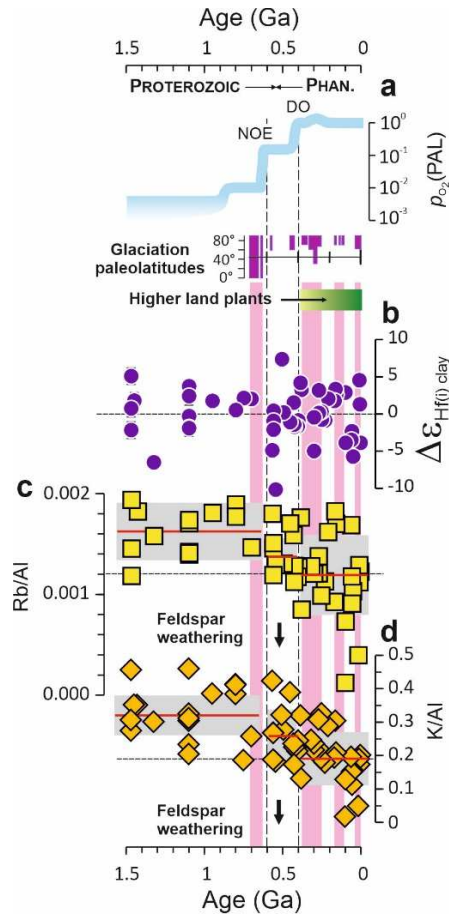 Age (Ga)
1.5 1 0.5 0
PROTEROZOIC PHAN. a
NOE DO
10⁰
10⁻¹
10⁻²
10⁻³
pO₂(PAL)
Glaciation
paleolatitudes
80°
40°
0°
Higher land plants b
10
5
0
-5
-10
ΔεHf(i) clay
c
0.002
0.001
0.000
Rb/Al
Feldspar
weathering
d
0.5
0.4
0.3
0.2
0.1
0
K/Al
Feldspar
weathering
1.5 1 0.5 0
Age (Ga)